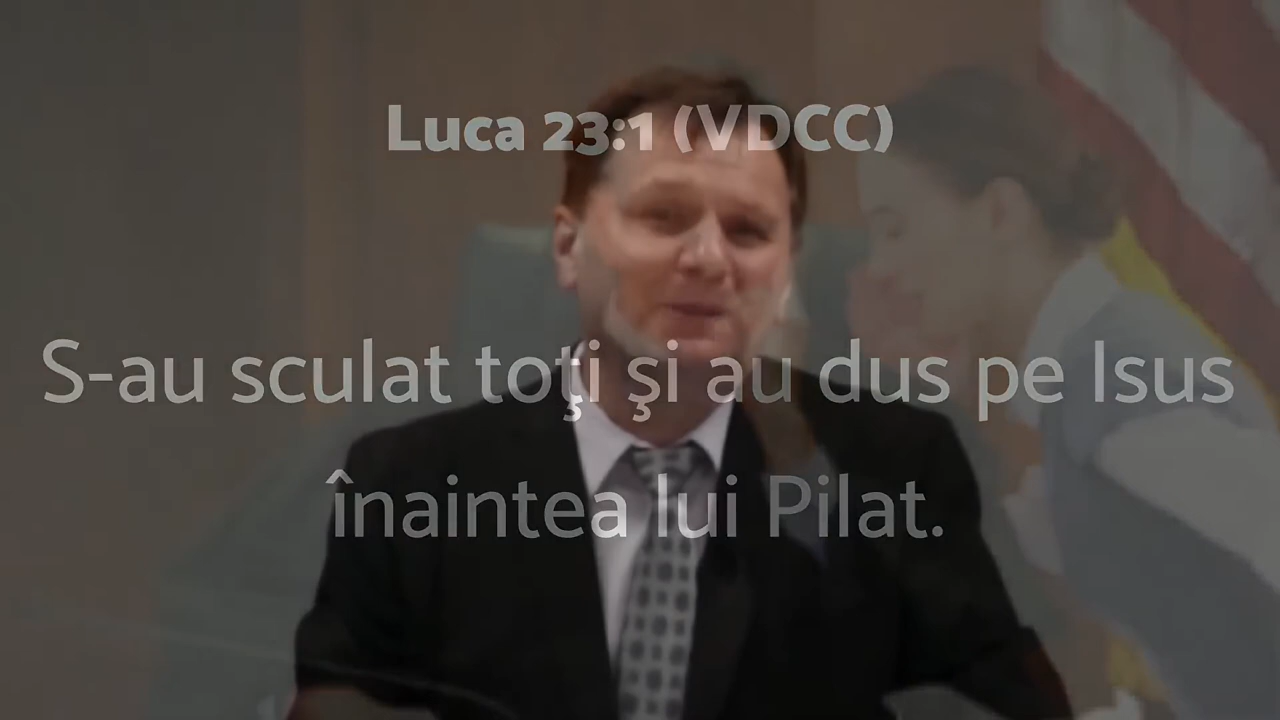 Luca 23:1 (VDCC)
S-au sculat toţi şi au dus pe Isus
înaintea lui Pilat.